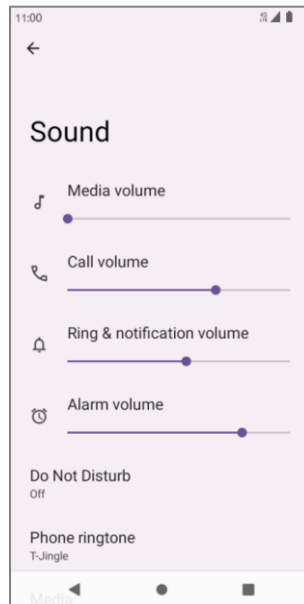 11:00
Sound
Media volume
Call volume
Ring & notification volume
Alarm volume
Do Not Disturb
Off
Phone ringtone
T-Jingle
Media